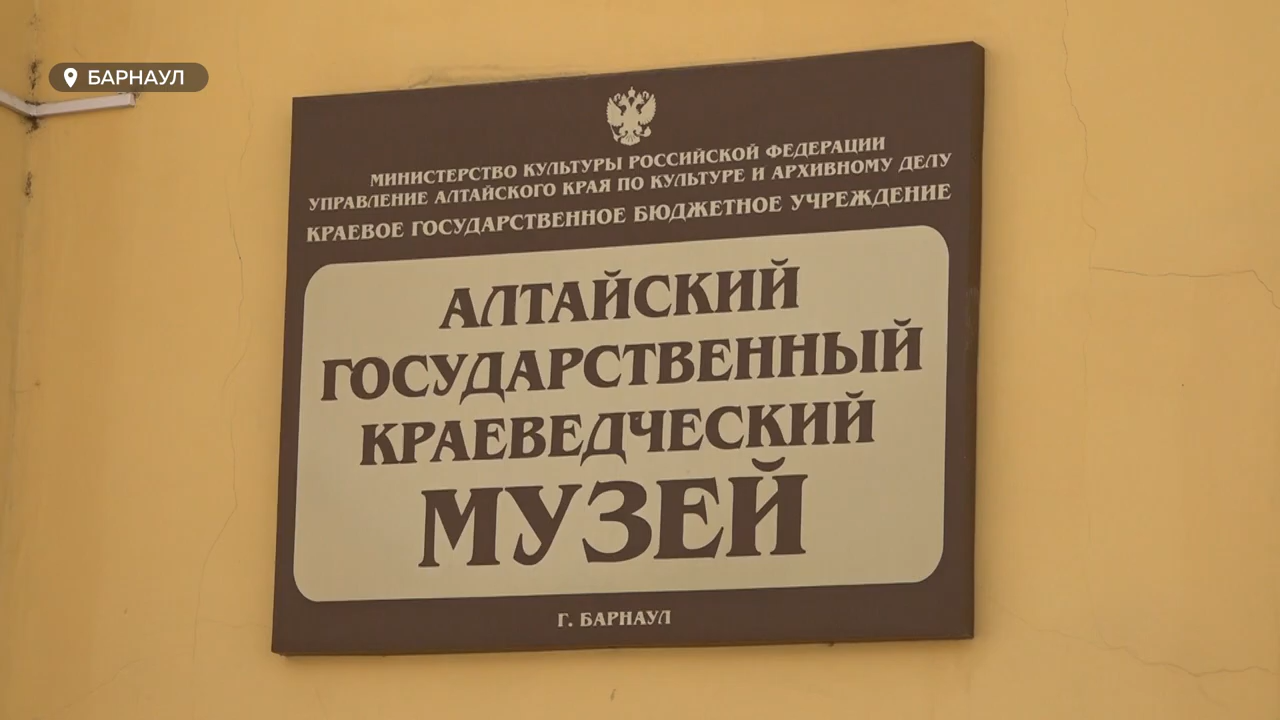 БАРНАУЛ
МИНИСТЕРСТВО КУЛЬТУРЫ РОССИЙСКОЙ ФЕДЕРАЦИИ
УПРАВЛЕНИЕ АЛТАЙСКОГО КРАЯ ПО КУЛЬТУРЕ И АРХИВНОМУ ДЕЛУ
КРАЕВОЕ ГОСУДАРСТВЕННОЕ БЮДЖЕТНОЕ УЧРЕЖДЕНИЕ
АЛТАЙСКИЙ
ГОСУДАРСТВЕННЫЙ
КРАЕВЕДЧЕСКИЙ
МУЗЕЙ
Г. БАРНАУЛ